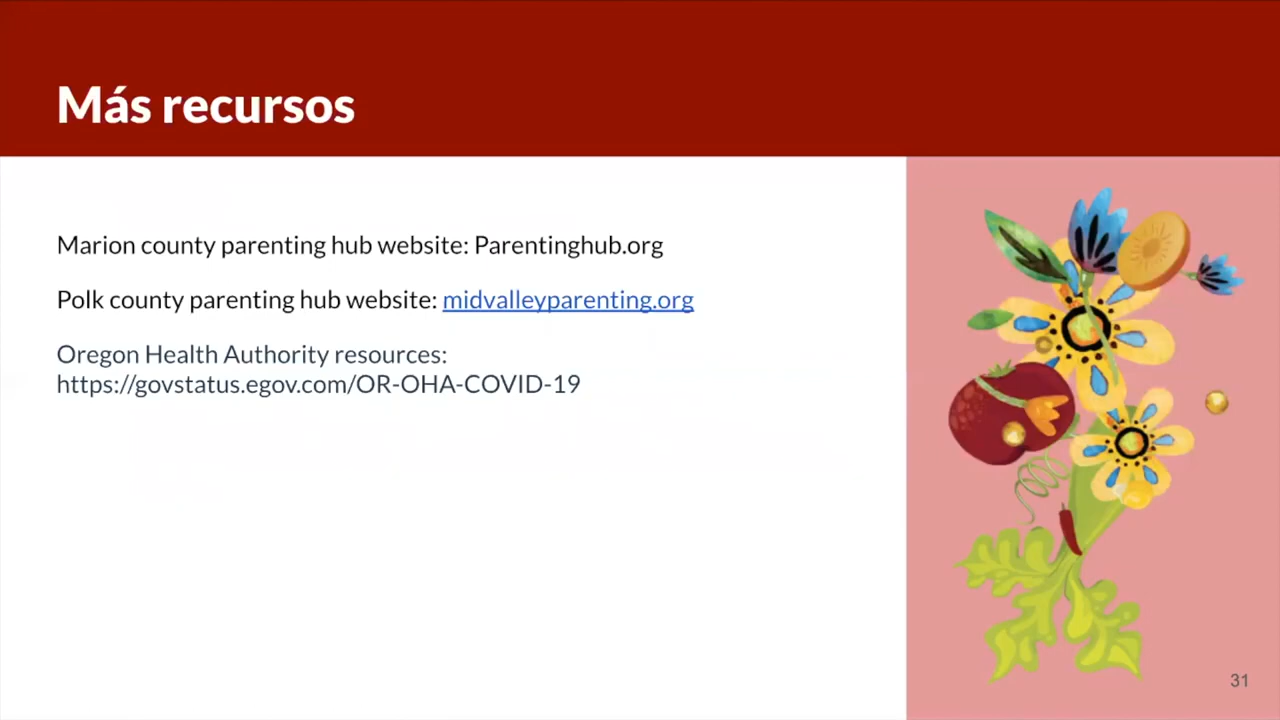 Más recursos
Marion county parenting hub website: Parentinghub.org
Polk county parenting hub website: midvalleyparenting.org
Oregon Health Authority resources:
https://govstatus.egov.com/OR-OHA-COVID-19
31